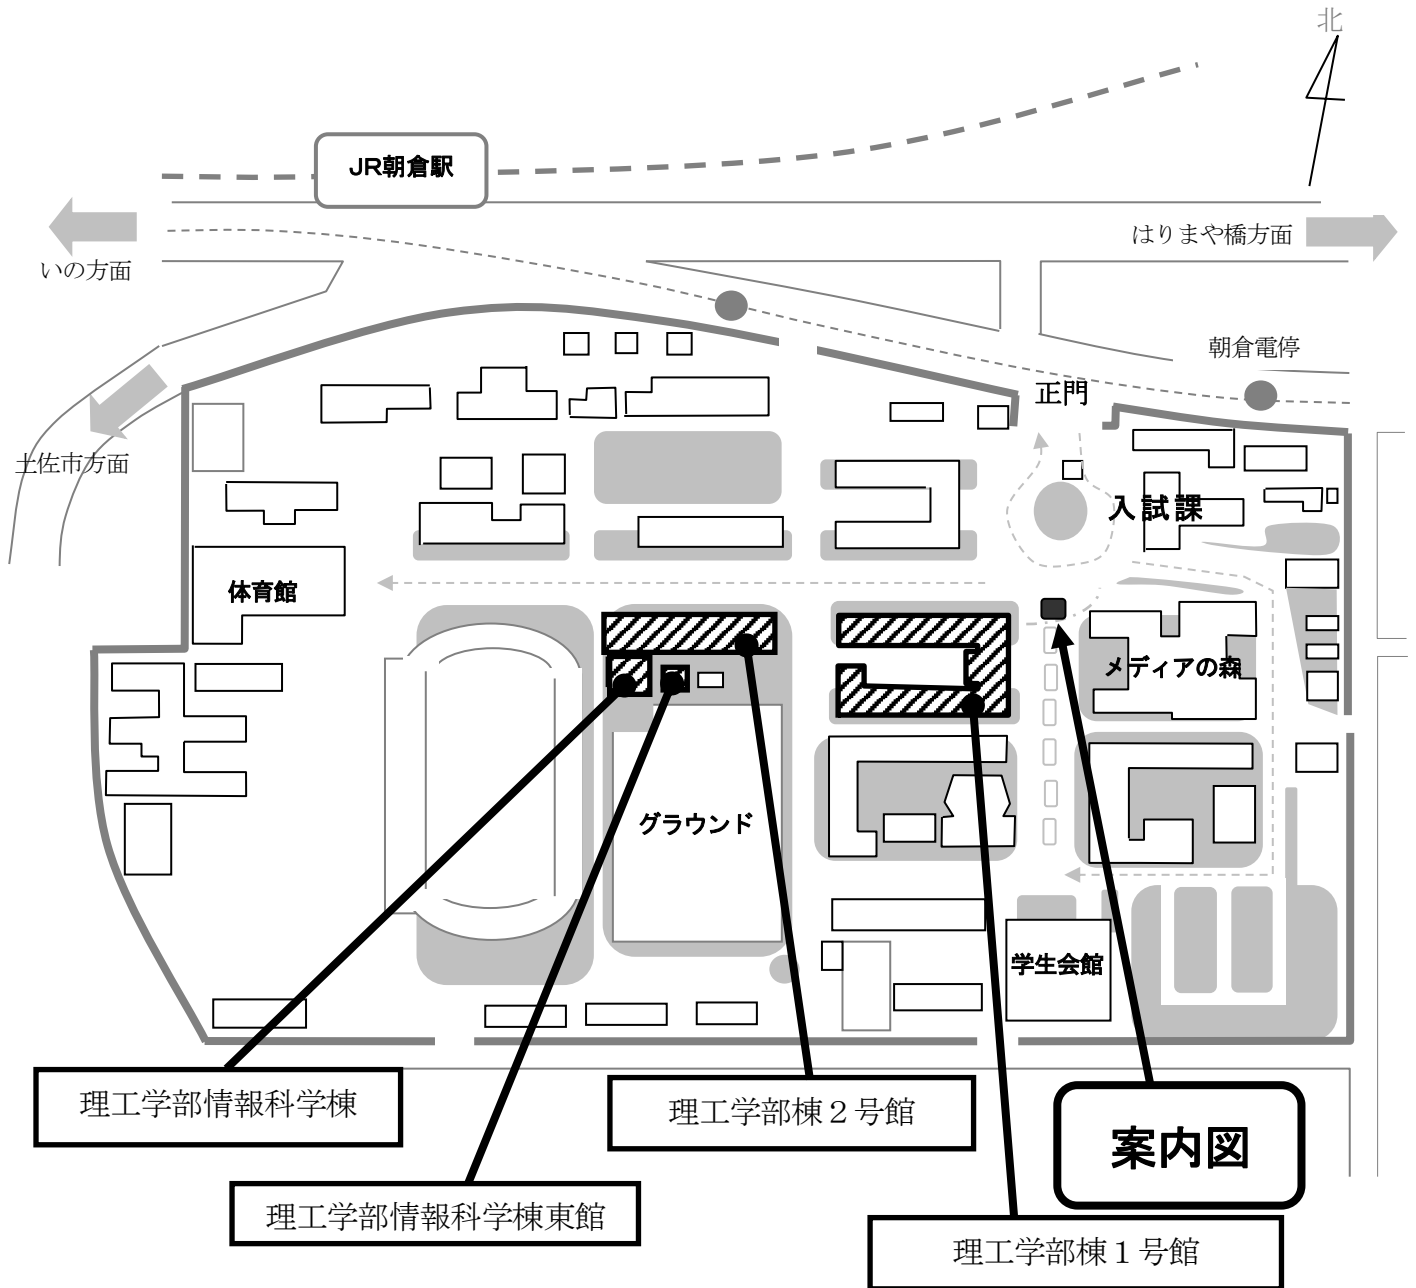 北
JR朝倉駅
はりまや橋方面
いの方面
朝倉電停
正門
土佐市方面
入試課
体育館
メディアの森
グラウンド
学生会館
理工学部情報科学棟
理工学部棟２号館
案内図
理工学部情報科学棟東館
理工学部棟１号館